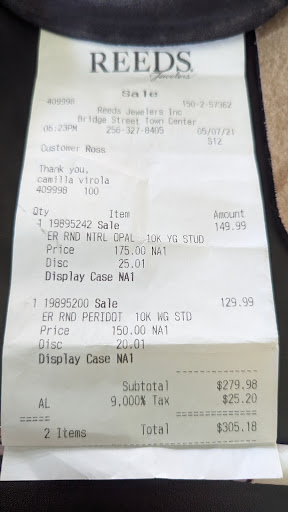 REEDS
Jewelers
Sale
409998 150-2-57362
Reeds Jewelers Inc
Bridge Street Town Center
06:23PM 256-327-8405 05/07/21
S12
Customer Ross
Thank you,
camilla virola
409998 100
Qty Item Amount
1 19895242 Sale 149.99
ER RND NTRL OPAL 10K YG STUD
Price 175.00 NA1
Disc 25.01
Display Case NA1
1 19895200 Sale 129.99
ER RND PERIDOT 10K WG STD
Price 150.00 NA1
Disc 20.01
Display Case NA1
Subtotal $279.98
AL 9.000% Tax $25.20
===== ==============
2 Items Total $305.18